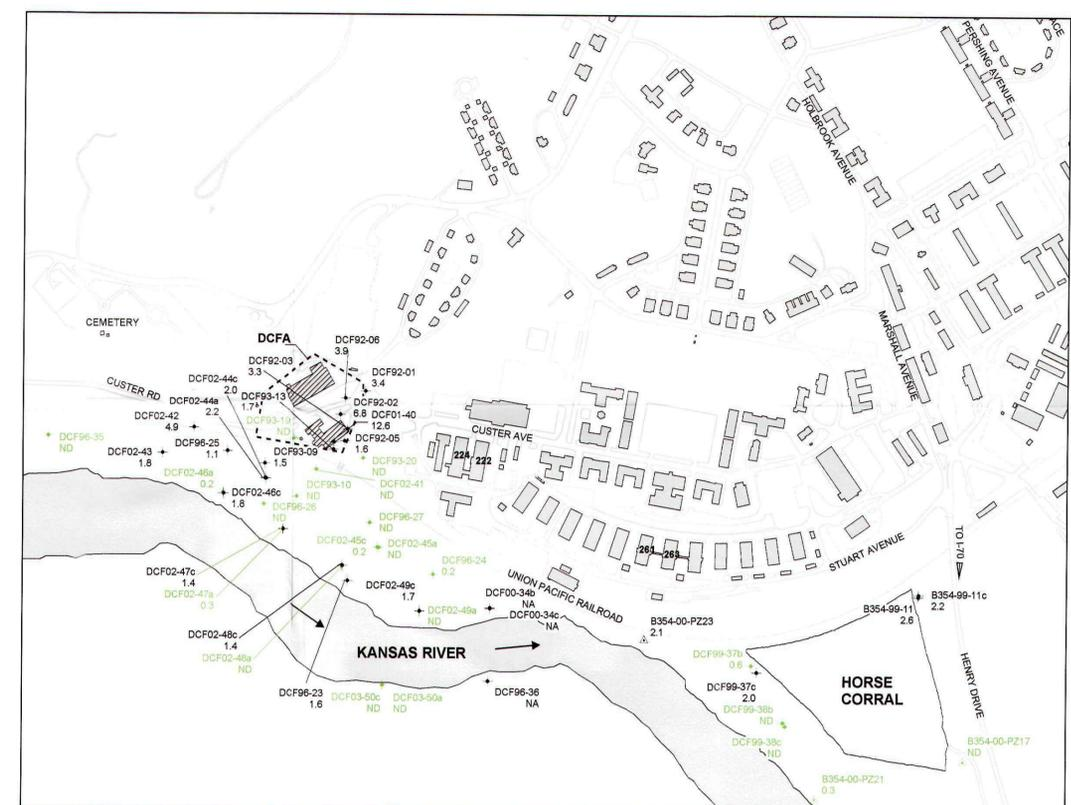 PERSHING AVENUE
HOLBROOK AVENUE
MARSHALL AVENUE
CEMETERY
DCFA
DCF92-06
3.9
DCF92-03
3.3
DCF92-01
3.4
DCF02-44c
2.0
DCF93-13
1.7
CUSTER RD
DCF02-44a
2.2
DCF92-02
6.8
DCF02-42
4.9
DCF93-19
ND
DCF01-40
12.6
DCF96-35
ND
DCF96-25
1.1
DCF92-05
1.6
CUSTER AVE
DCF02-43
1.8
DCF93-09
1.5
DCF93-20
ND
224
222
DCF02-46a
0.2
DCF02-46c
1.8
DCF93-10
ND
DCF02-41
ND
DCF96-26
ND
DCF96-27
ND
DCF02-45c
0.2
DCF02-45a
ND
261
263
STUART AVENUE
TO I-70
DCF96-24
0.2
DCF02-47c
1.4
DCF02-47a
0.3
DCF02-49c
1.7
UNION PACIFIC RAILROAD
DCF00-34b
NA
DCF00-34c
NA
DCF02-49a
ND
B354-99-11c
2.2
B354-99-11
2.6
B354-00-PZ23
2.1
DCF02-48c
1.4
DCF02-48a
ND
KANSAS RIVER
DCF99-37b
0.6
DCF99-37c
2.0
HORSE
CORRAL
HENRY DRIVE
DCF96-23
1.6
DCF03-50c
ND
DCF03-50a
ND
DCF96-36
NA
DCF99-38b
ND
DCF99-38c
ND
B354-00-PZ17
ND
B354-00-PZ21
0.3